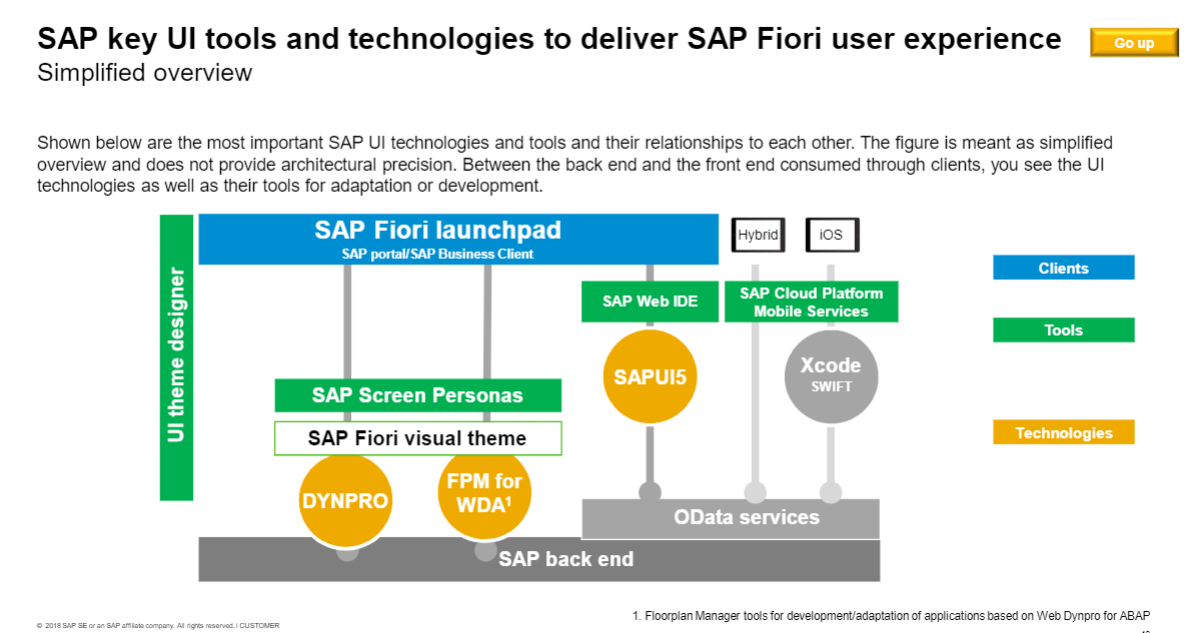 SAP key UI tools and technologies to deliver SAP Fiori user experience
Go up
Simplified overview
Shown below are the most important SAP UI technologies and tools and their relationships to each other. The figure is meant as simplified
overview and does not provide architectural precision. Between the back end and the front end consumed through clients, you see the UI
technologies as well as their tools for adaptation or development.
UI theme designer
SAP Fiori launchpad
SAP portal/SAP Business Client
Hybrid
iOS
Clients
SAP Web IDE
SAP Cloud Platform
Mobile Services
Tools
SAPUI5
Xcode
SWIFT
SAP Screen Personas
SAP Fiori visual theme
Technologies
DYNPRO
FPM for
WDA¹
OData services
SAP back end
1. Floorplan Manager tools for development/adaptation of applications based on Web Dynpro for ABAP
© 2018 SAP SE or an SAP affiliate company. All rights reserved. I CUSTOMER